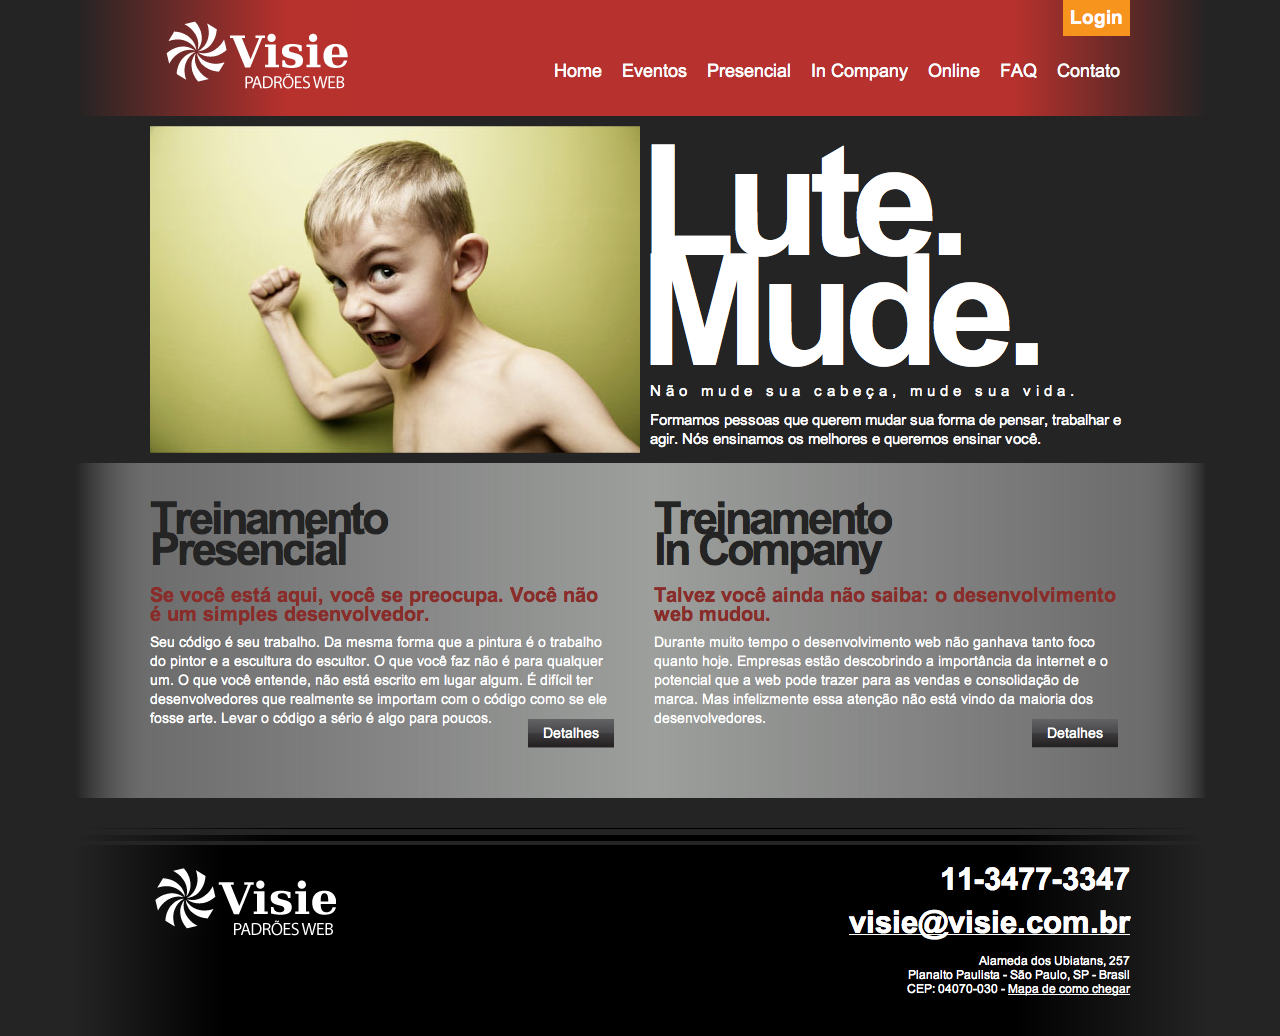 Login
Visie
PADRÕES WEB
Home Eventos Presencial In Company Online FAQ Contato
Lute.
Mude.
Não mude sua cabeça, mude sua vida.
Formamos pessoas que querem mudar sua forma de pensar, trabalhar e
agir. Nós ensinamos os melhores e queremos ensinar você.
Treinamento
Presencial
Se você está aqui, você se preocupa. Você não
é um simples desenvolvedor.
Seu código é seu trabalho. Da mesma forma que a pintura é o trabalho
do pintor e a escultura do escultor. O que você faz não é para qualquer
um. O que você entende, não está escrito em lugar algum. É difícil ter
desenvolvedores que realmente se importam com o código como se ele
fosse arte. Levar o código a sério é algo para poucos.
Detalhes
Treinamento
In Company
Talvez você ainda não saiba: o desenvolvimento
web mudou.
Durante muito tempo o desenvolvimento web não ganhava tanto foco
quanto hoje. Empresas estão descobrindo a importância da internet e o
potencial que a web pode trazer para as vendas e consolidação de
marca. Mas infelizmente essa atenção não está vindo da maioria dos
desenvolvedores.
Detalhes
Visie
PADRÕES WEB
11-3477-3347
visie@visie.com.br
Alameda dos Ubiatans, 257
Planalto Paulista - São Paulo, SP - Brasil
CEP: 04070-030 - Mapa de como chegar